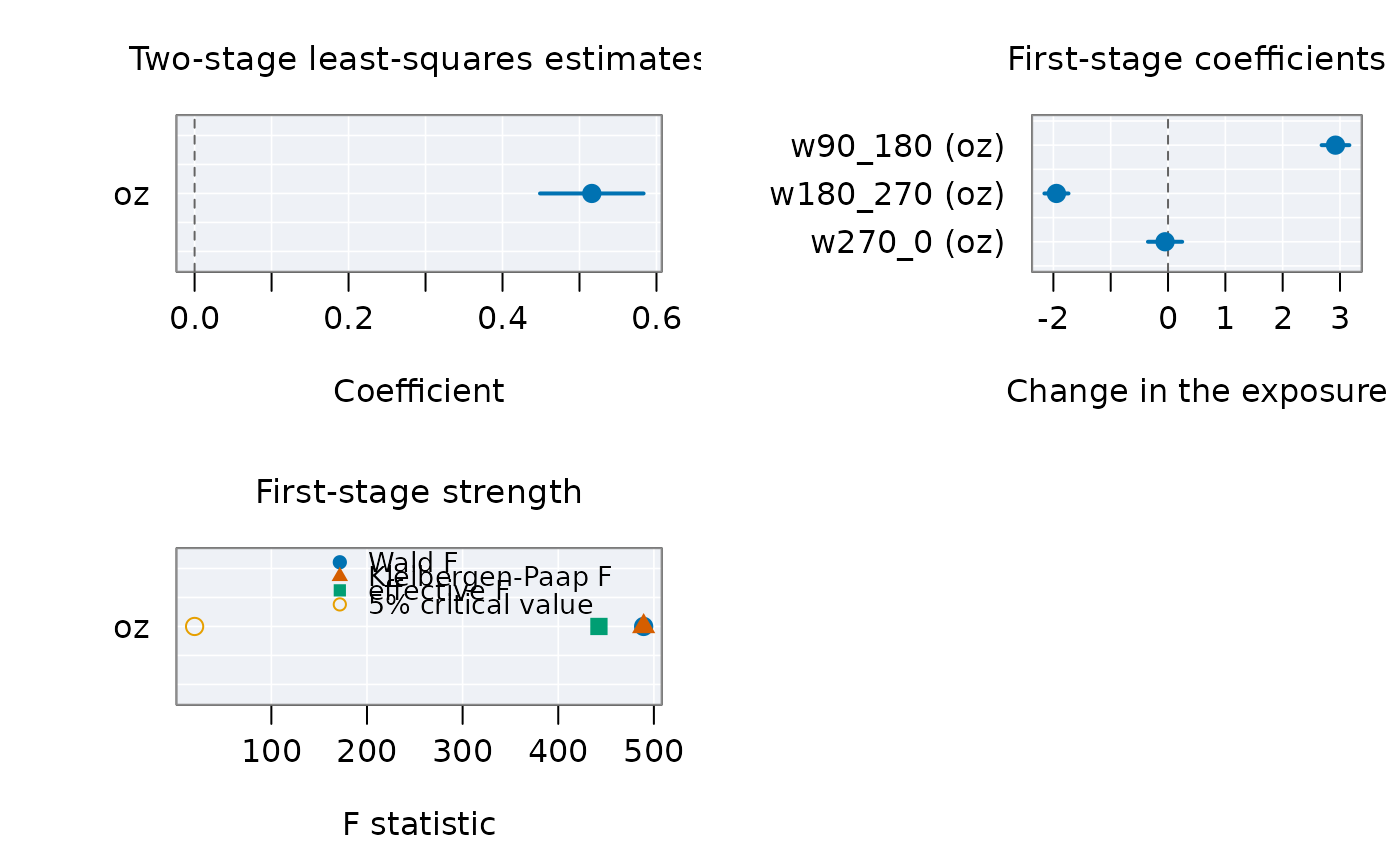 Two-stage least-squares estimates
oz
0.0 0.2 0.4 0.6
Coefficient
First-stage coefficients
w90_180 (oz)
w180_270 (oz)
w270_0 (oz)
-2 0 1 2 3
Change in the exposure
First-stage strength
Wald F
Kleibergen-Paap F
effective F
5% critical value
oz
100 200 300 400 500
F statistic